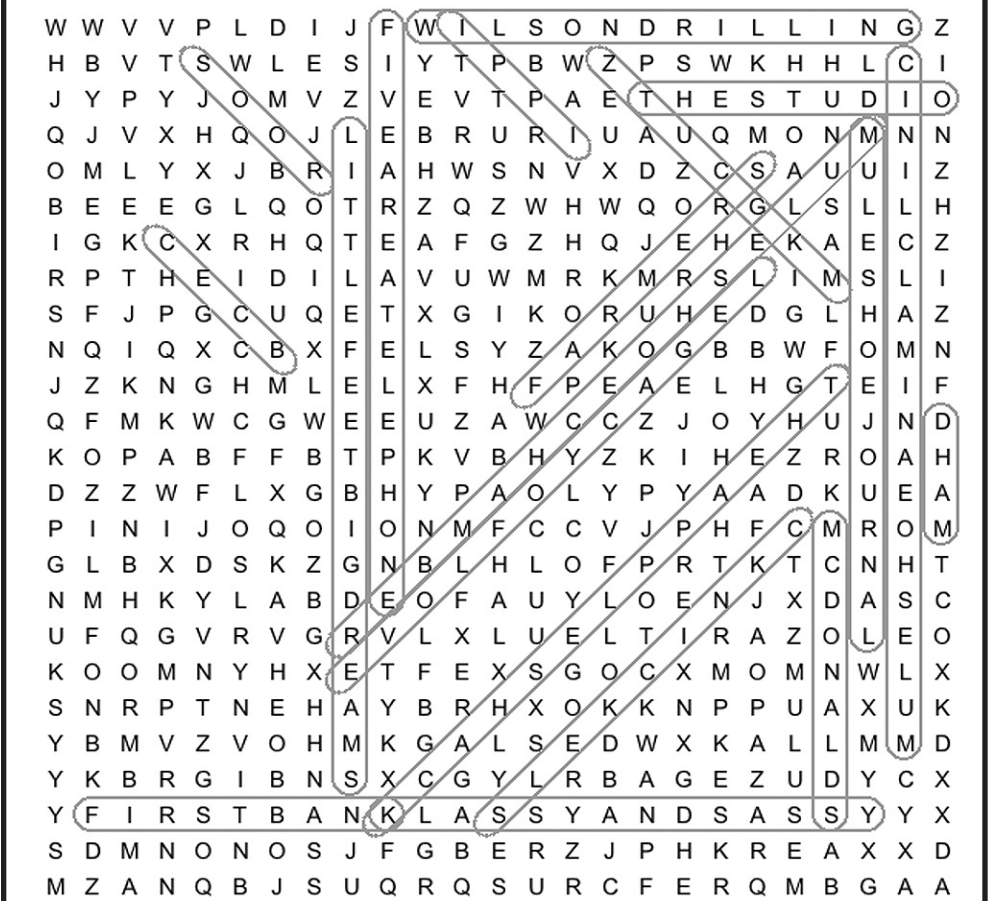 W W V V P L D I J F W I L S O N D R I L L I N G Z
H B V T S W L E S I Y T P B W Z P S W K H H L C I
J Y P Y J O M V Z V E V T P A E T H E S T U D I O
Q J V X H Q O J L E B R U R I U A U Q M O N M N N
O M L Y X J B R I A H W S N V X D Z C S A U U I Z
B E E E G L Q O T R Z Q Z W H W Q O R G L S L L H
I G K C X R H Q T E A F G Z H Q J E H E K A E C Z
R P T H E I D I L A V U W M R K M R S L I M S L I
S F J P G C U Q E T X G I K O R U H E D G L H A Z
N Q I Q X C B X F E L S Y Z A K O G B B W F O M N
J Z K N G H M L E L X F H F P E A E L H G T E I F
Q F M K W C G W E E U Z A W C C Z J O Y H U J N D
K O P A B F F B T P K V B H Y Z K I H E Z R O A H
D Z Z W F L X G B H Y P A O L Y P Y A A D K U E A
P I N I J O Q O I O N M F C C V J P H F C M R O M
G L B X D S K Z G N B L H L O F P R T K T C N H T
N M H K Y L A B D E O F A U Y L O E N J X D A S C
U F Q G V R V G R V L X L U E L T I R A Z O L E O
K O O M N Y H X E T F E X S G O C X M O M N W L X
S N R P T N E H A Y B R H X O K K N P P U A X U K
Y B M V Z V O H M K G A L S E D W X K A L L M M D
Y K B R G I B N S X C G Y L R B A G E Z U D Y C X
Y F I R S T B A N K L A S S Y A N D S A S S Y Y X
S D M N O N O S J F G B E R Z J P H K R E A X X D
M Z A N Q B J S U Q R Q S U R C F E R Q M B G A A